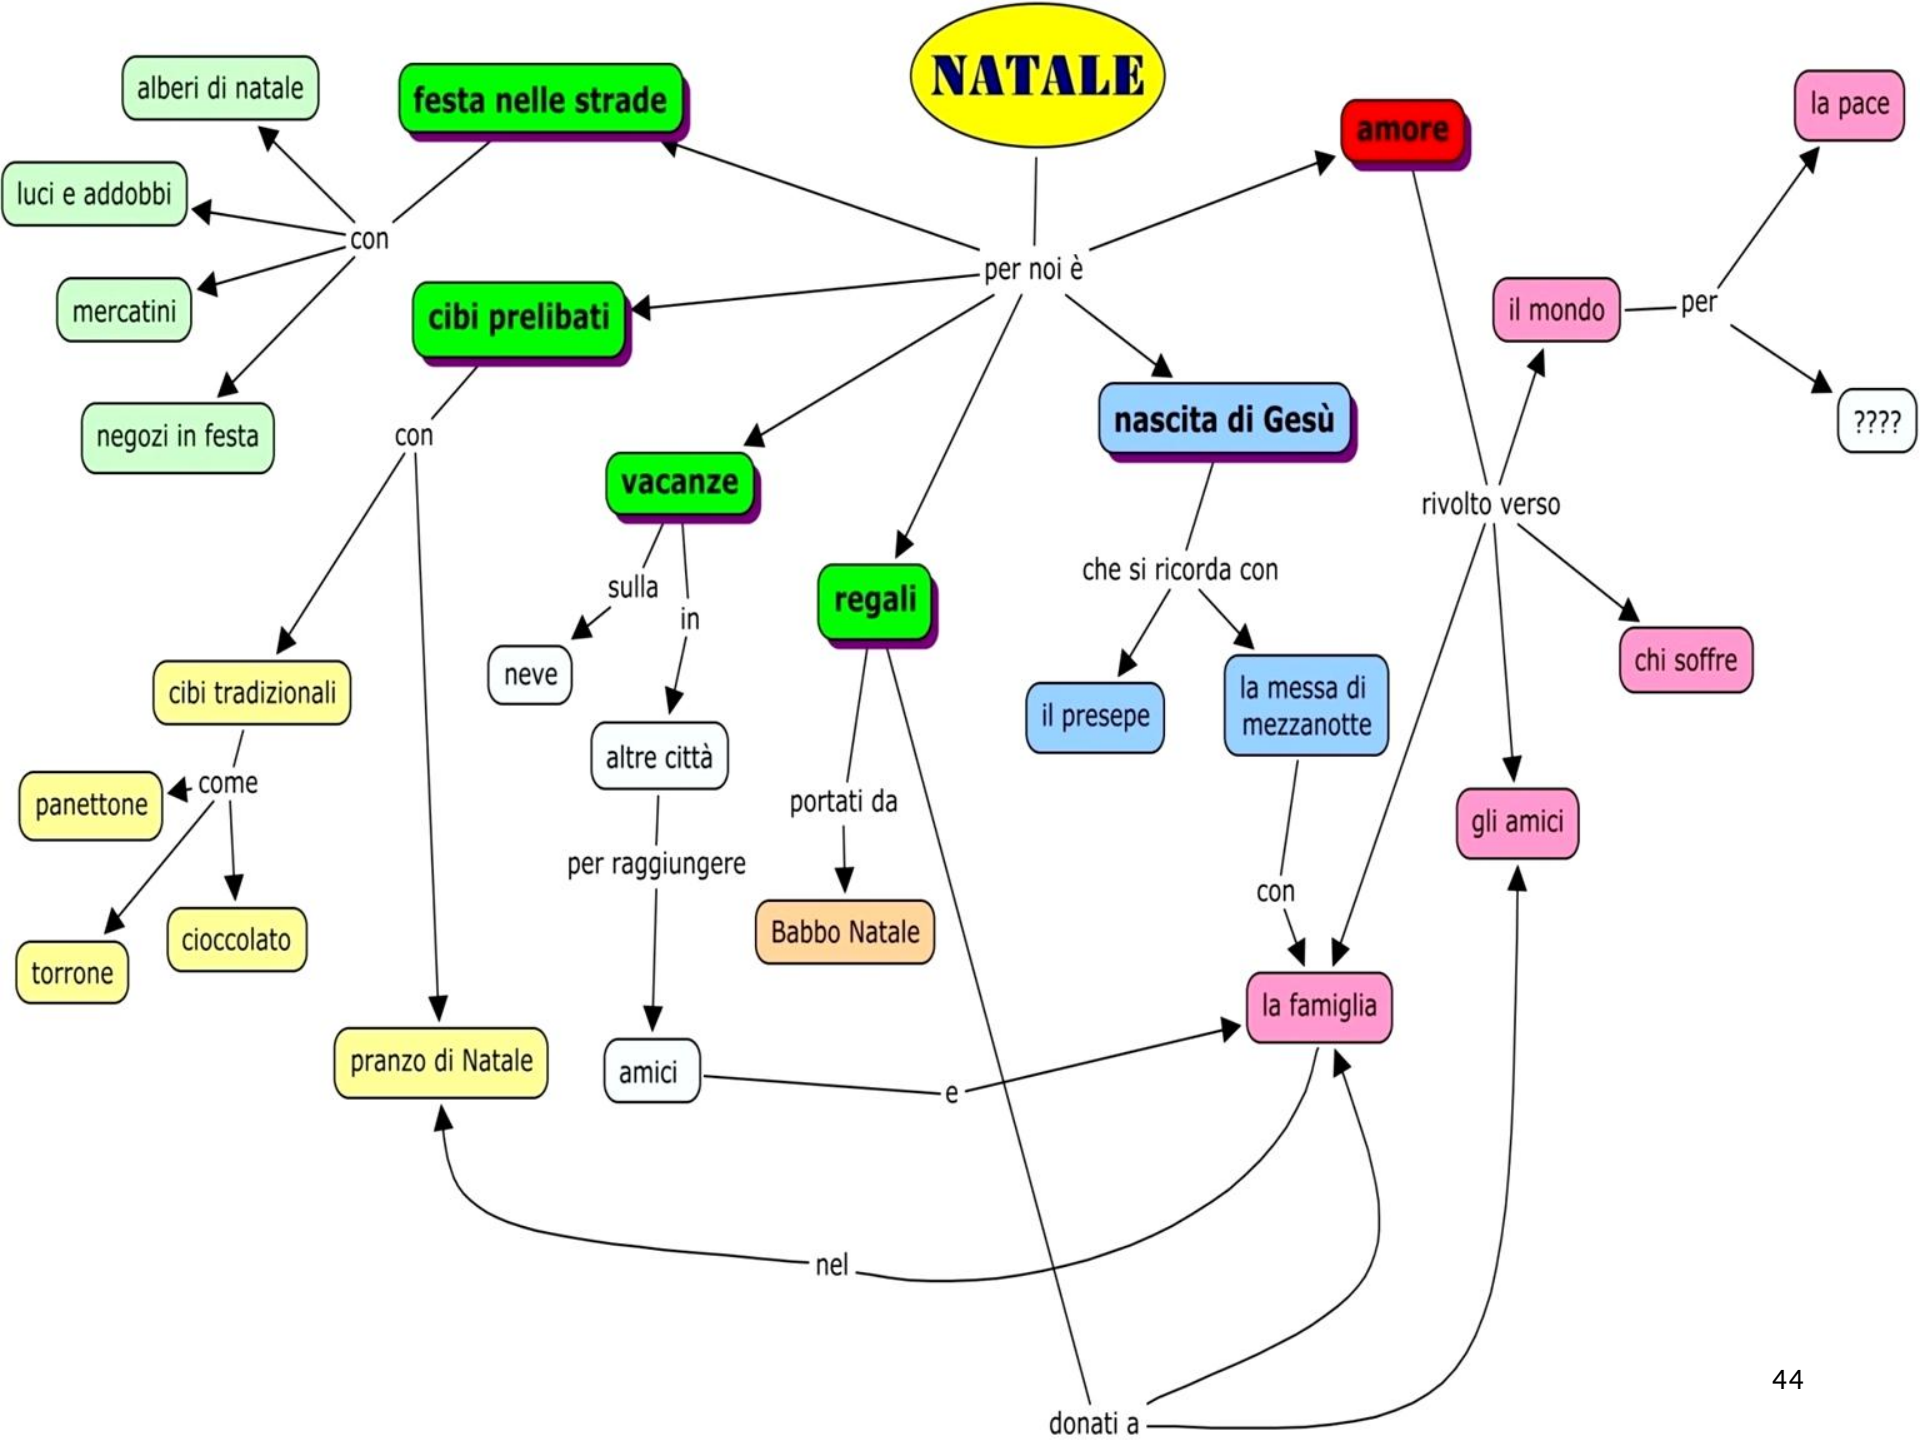 NATALE
alberi di natale
festa nelle strade
amore
la pace
luci e addobbi
con
per noi è
mercatini
cibi prelibati
il mondo
per
negozi in festa
con
nascita di Gesù
????
vacanze
rivolto verso
sulla
in
regali
che si ricorda con
neve
chi soffre
cibi tradizionali
altre città
il presepe
la messa di
mezzanotte
come
panettone
portati da
gli amici
per raggiungere
con
torrone
cioccolato
Babbo Natale
la famiglia
pranzo di Natale
amici
e
nel
44
donati a